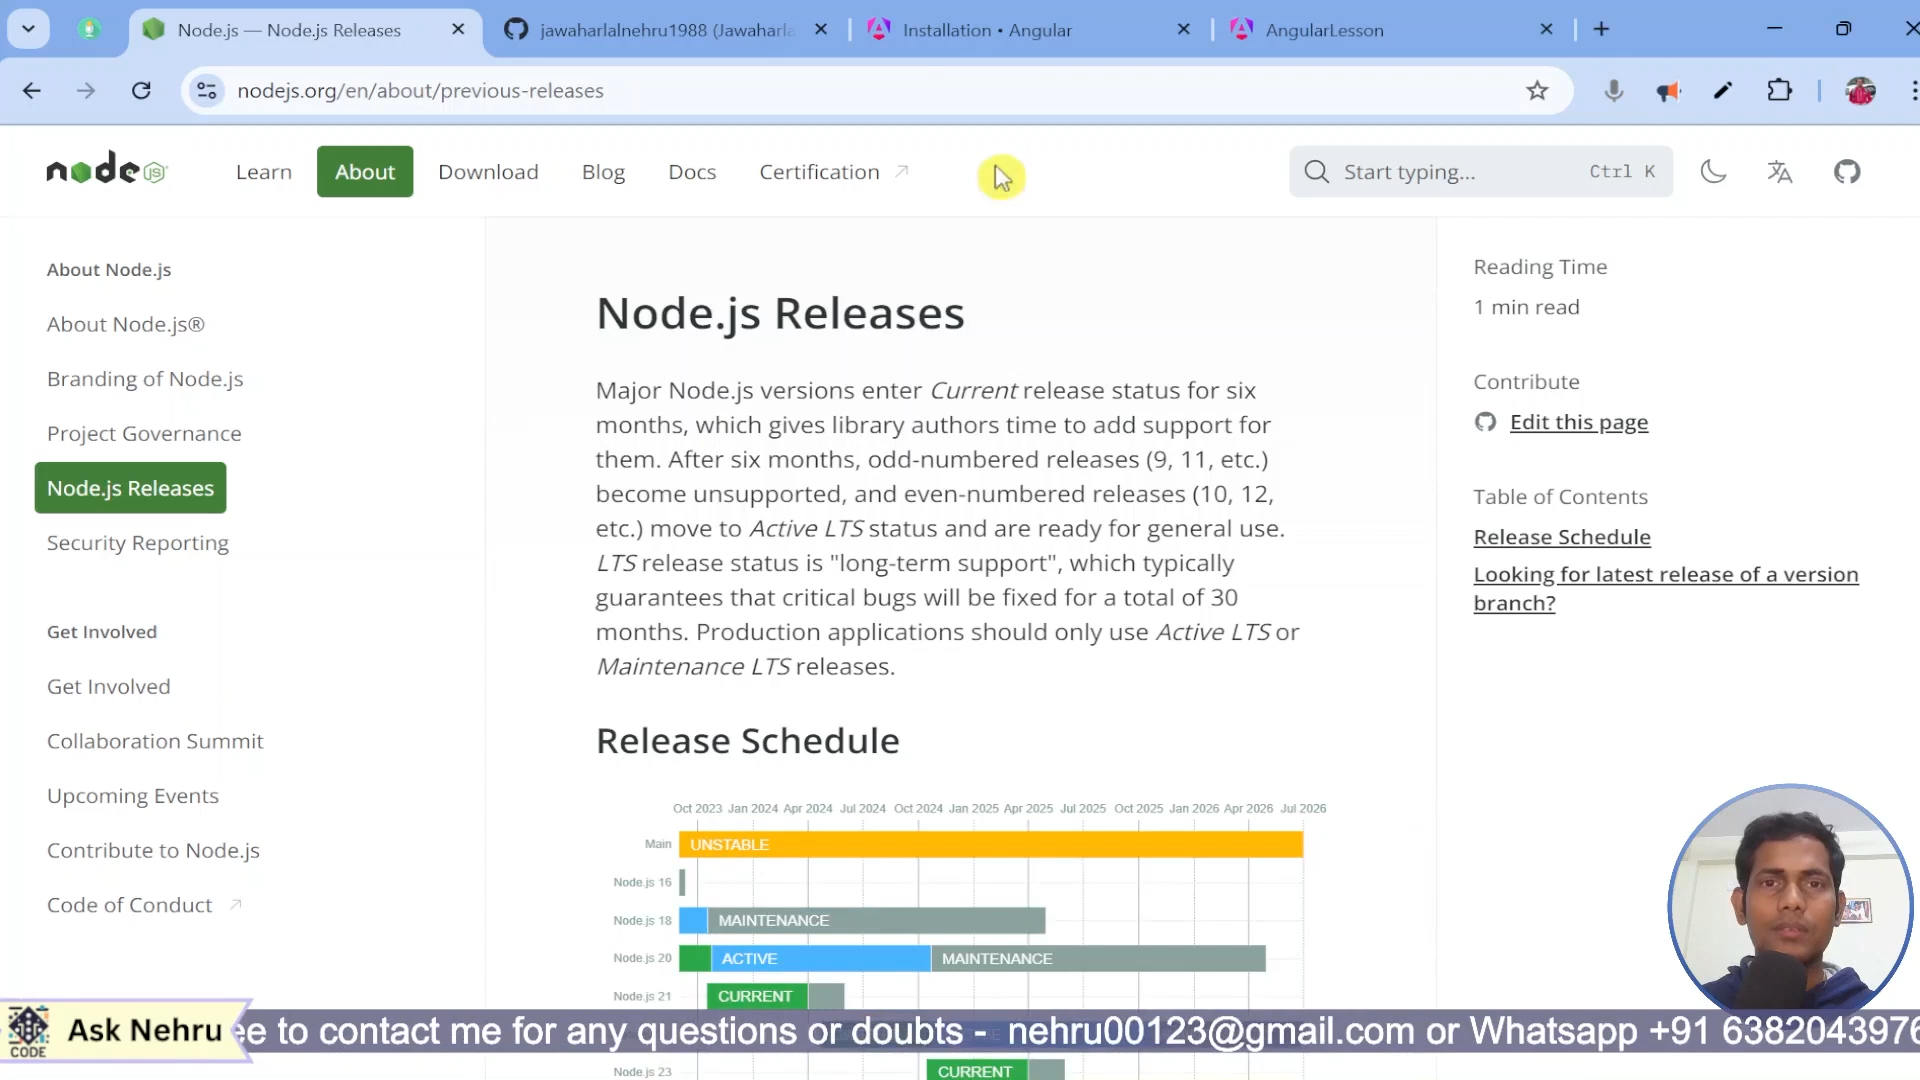 Node.js — Node.js Releases
jawaharlalnehru1988 (Jawaharla
Installation • Angular
AngularLesson
nodejs.org/en/about/previous-releases
node
JS
Learn
About
Download
Blog
Docs
Certification
Start typing...
Ctrl K
About Node.js
About Node.js®
Branding of Node.js
Project Governance
Node.js Releases
Security Reporting
Get Involved
Get Involved
Collaboration Summit
Upcoming Events
Contribute to Node.js
Code of Conduct
Node.js Releases
Major Node.js versions enter Current release status for six
months, which gives library authors time to add support for
them. After six months, odd-numbered releases (9, 11, etc.)
become unsupported, and even-numbered releases (10, 12,
etc.) move to Active LTS status and are ready for general use.
LTS release status is "long-term support", which typically
guarantees that critical bugs will be fixed for a total of 30
months. Production applications should only use Active LTS or
Maintenance LTS releases.
Release Schedule
Oct 2023 Jan 2024 Apr 2024 Jul 2024 Oct 2024 Jan 2025 Apr 2025 Jul 2025 Oct 2025 Jan 2026 Apr 2026 Jul 2026
Main UNSTABLE
Node.js 16
Node.js 18 MAINTENANCE
Node.js 20 ACTIVE MAINTENANCE
Node.js 21 CURRENT
Node.js 23 CURRENT
Reading Time
1 min read
Contribute
Edit this page
Table of Contents
Release Schedule
Looking for latest release of a version
branch?
CODE
Ask Nehru
ee to contact me for any questions or doubts - nehru00123@gmail.com or Whatsapp +91 6382043976